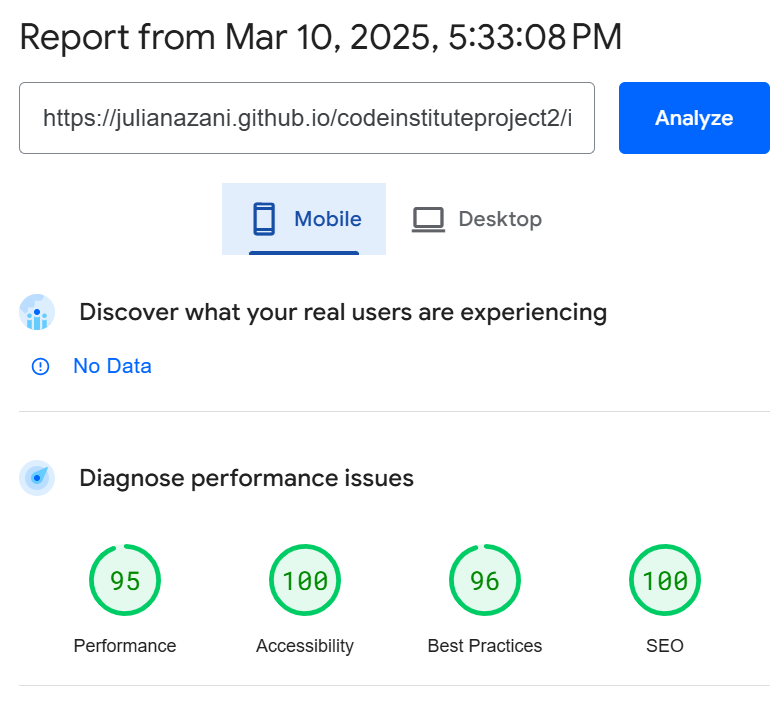 Report from Mar 10, 2025, 5:33:08 PM
https://julianazani.github.io/codeinstituteproject2/i
Analyze
Mobile
Desktop
Discover what your real users are experiencing
No Data
Diagnose performance issues
95
100
96
100
Performance
Accessibility
Best Practices
SEO